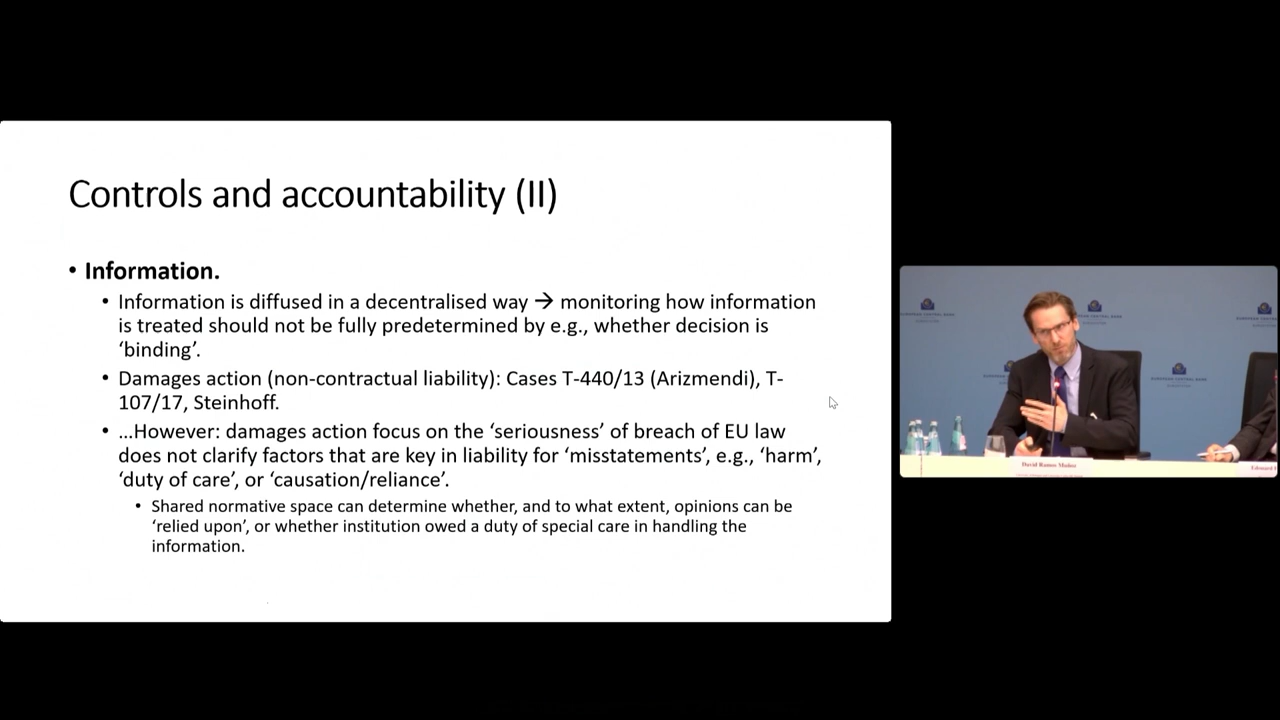 Controls and accountability (II)
• Information.
• Information is diffused in a decentralised way → monitoring how information
is treated should not be fully predetermined by e.g., whether decision is
‘binding’.
• Damages action (non-contractual liability): Cases T-440/13 (Arizmendi), T-
107/17, Steinhoff.
• …However: damages action focus on the ‘seriousness’ of breach of EU law
does not clarify factors that are key in liability for ‘misstatements’, e.g., ‘harm’,
‘duty of care’, or ‘causation/reliance’.
• Shared normative space can determine whether, and to what extent, opinions can be
‘relied upon’, or whether institution owed a duty of special care in handling the
information.
EUROPEAN CENTRAL BANK
David Ramos Muñoz